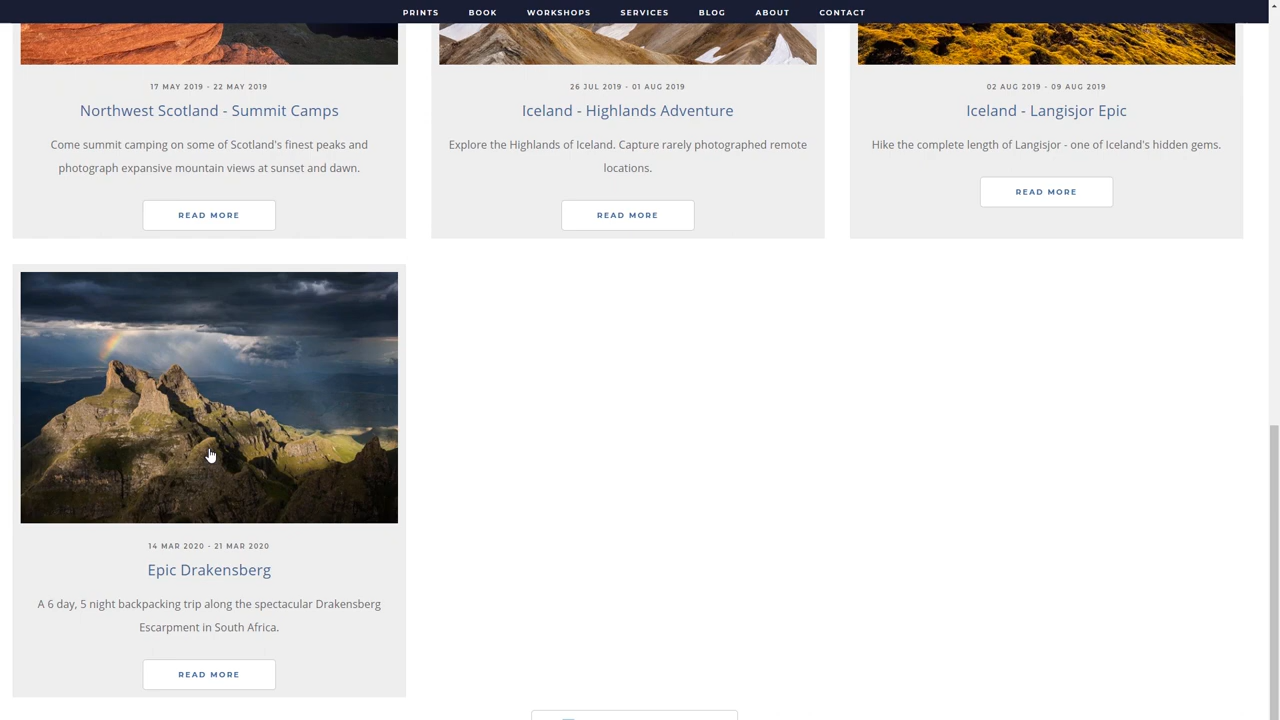 PRINTS BOOK WORKSHOPS SERVICES BLOG ABOUT CONTACT
17 MAY 2019 - 22 MAY 2019
Northwest Scotland - Summit Camps
Come summit camping on some of Scotland's finest peaks and
photograph expansive mountain views at sunset and dawn.
READ MORE
26 JUL 2019 - 01 AUG 2019
Iceland - Highlands Adventure
Explore the Highlands of Iceland. Capture rarely photographed remote
locations.
READ MORE
02 AUG 2019 - 09 AUG 2019
Iceland - Langisjor Epic
Hike the complete length of Langisjor - one of Iceland's hidden gems.
READ MORE
14 MAR 2020 - 21 MAR 2020
Epic Drakensberg
A 6 day, 5 night backpacking trip along the spectacular Drakensberg
Escarpment in South Africa.
READ MORE